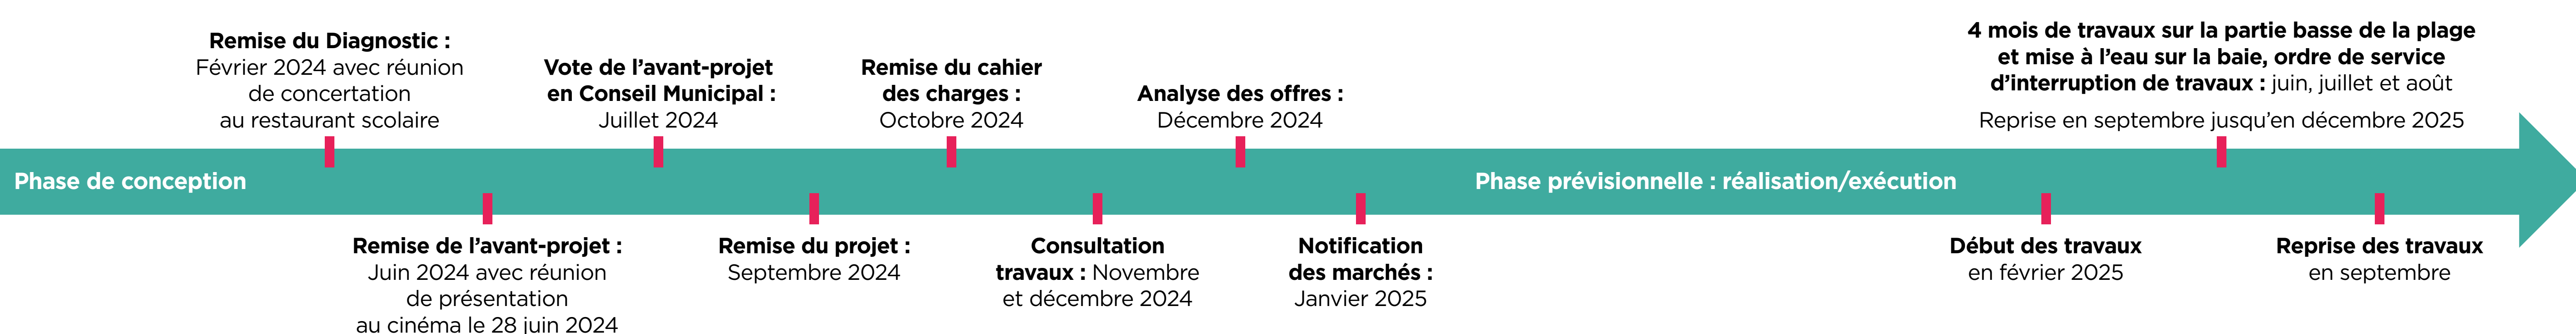 Remise du Diagnostic :
Février 2024 avec réunion
de concertation
au restaurant scolaire
Vote de l’avant-projet
en Conseil Municipal :
Juillet 2024
Remise du cahier
des charges :
Octobre 2024
Analyse des offres :
Décembre 2024
4 mois de travaux sur la partie basse de la plage
et mise à l’eau sur la baie, ordre de service
d’interruption de travaux : juin, juillet et août
Reprise en septembre jusqu’en décembre 2025
Phase de conception
Phase prévisionnelle : réalisation/exécution
Remise de l’avant-projet :
Juin 2024 avec réunion
de présentation
au cinéma le 28 juin 2024
Remise du projet :
Septembre 2024
Consultation
travaux : Novembre
et décembre 2024
Notification
des marchés :
Janvier 2025
Début des travaux
en février 2025
Reprise des travaux
en septembre